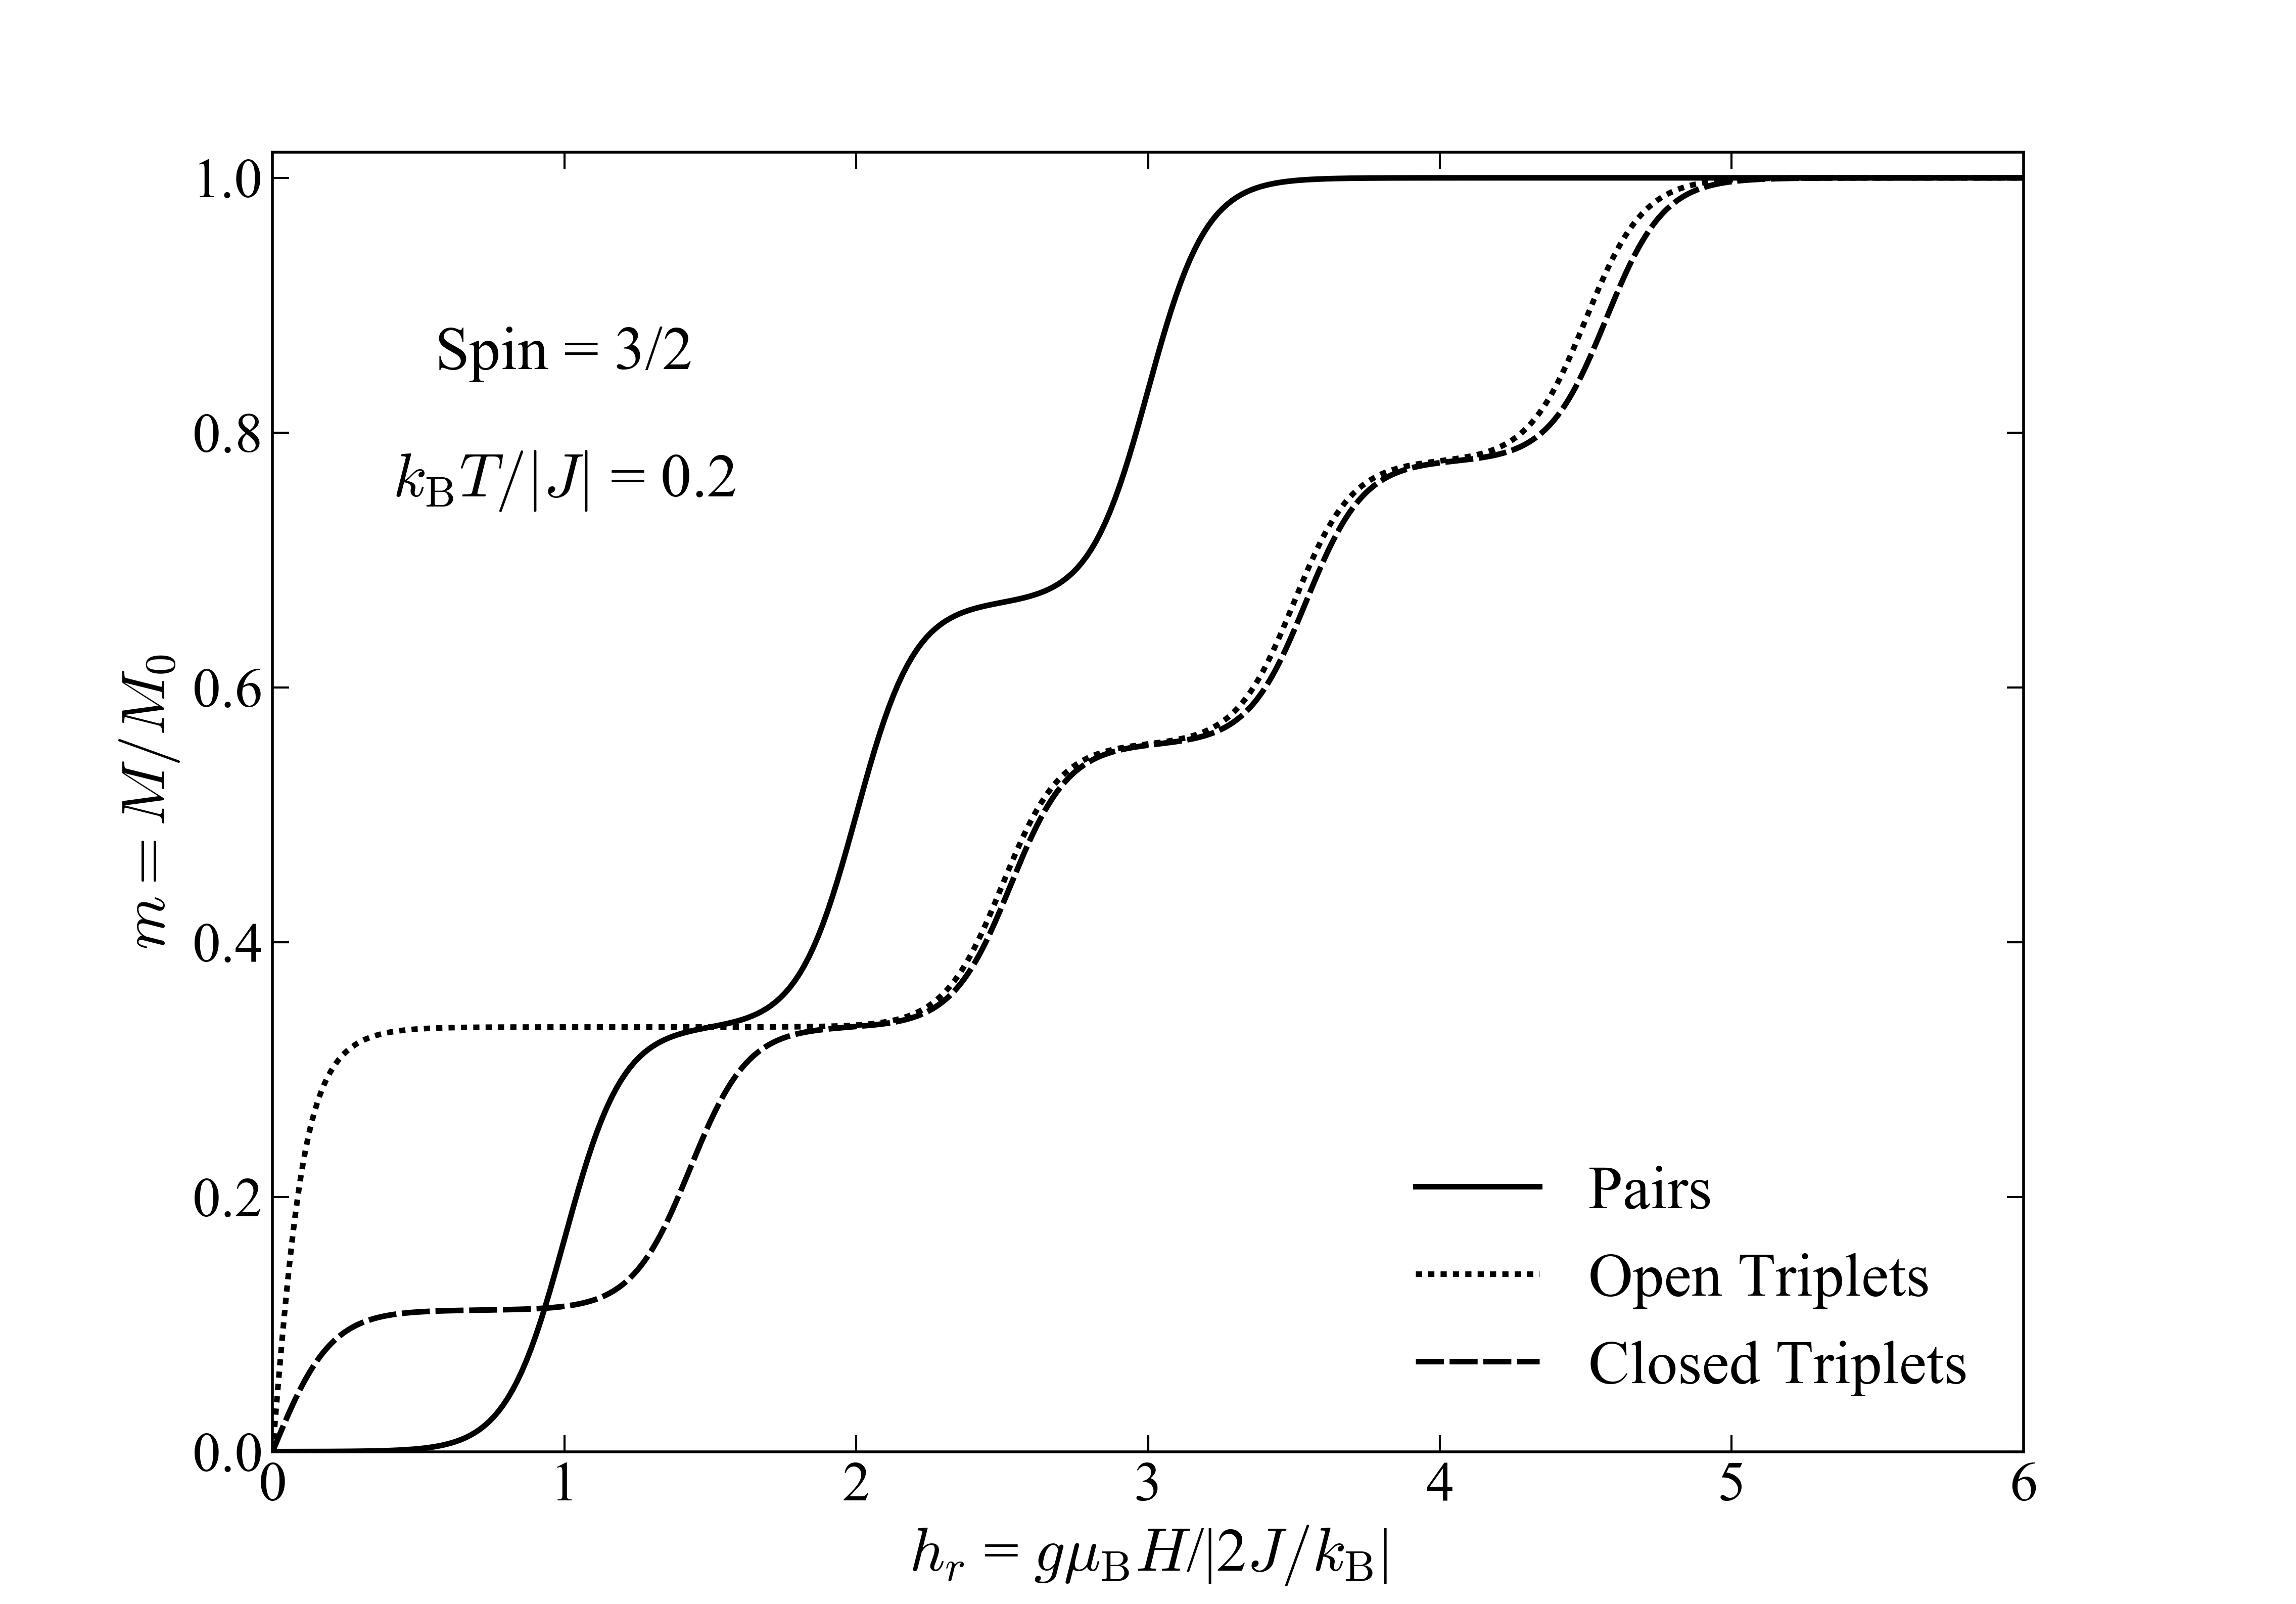 1.0
0.8
0.6
0.4
0.2
0.0
m = M/M₀
Spin = 3/2
k_B T/|J| = 0.2
Pairs
Open Triplets
Closed Triplets
0 1 2 3 4 5 6
h_r = gμ_B H/|2J/k_B|